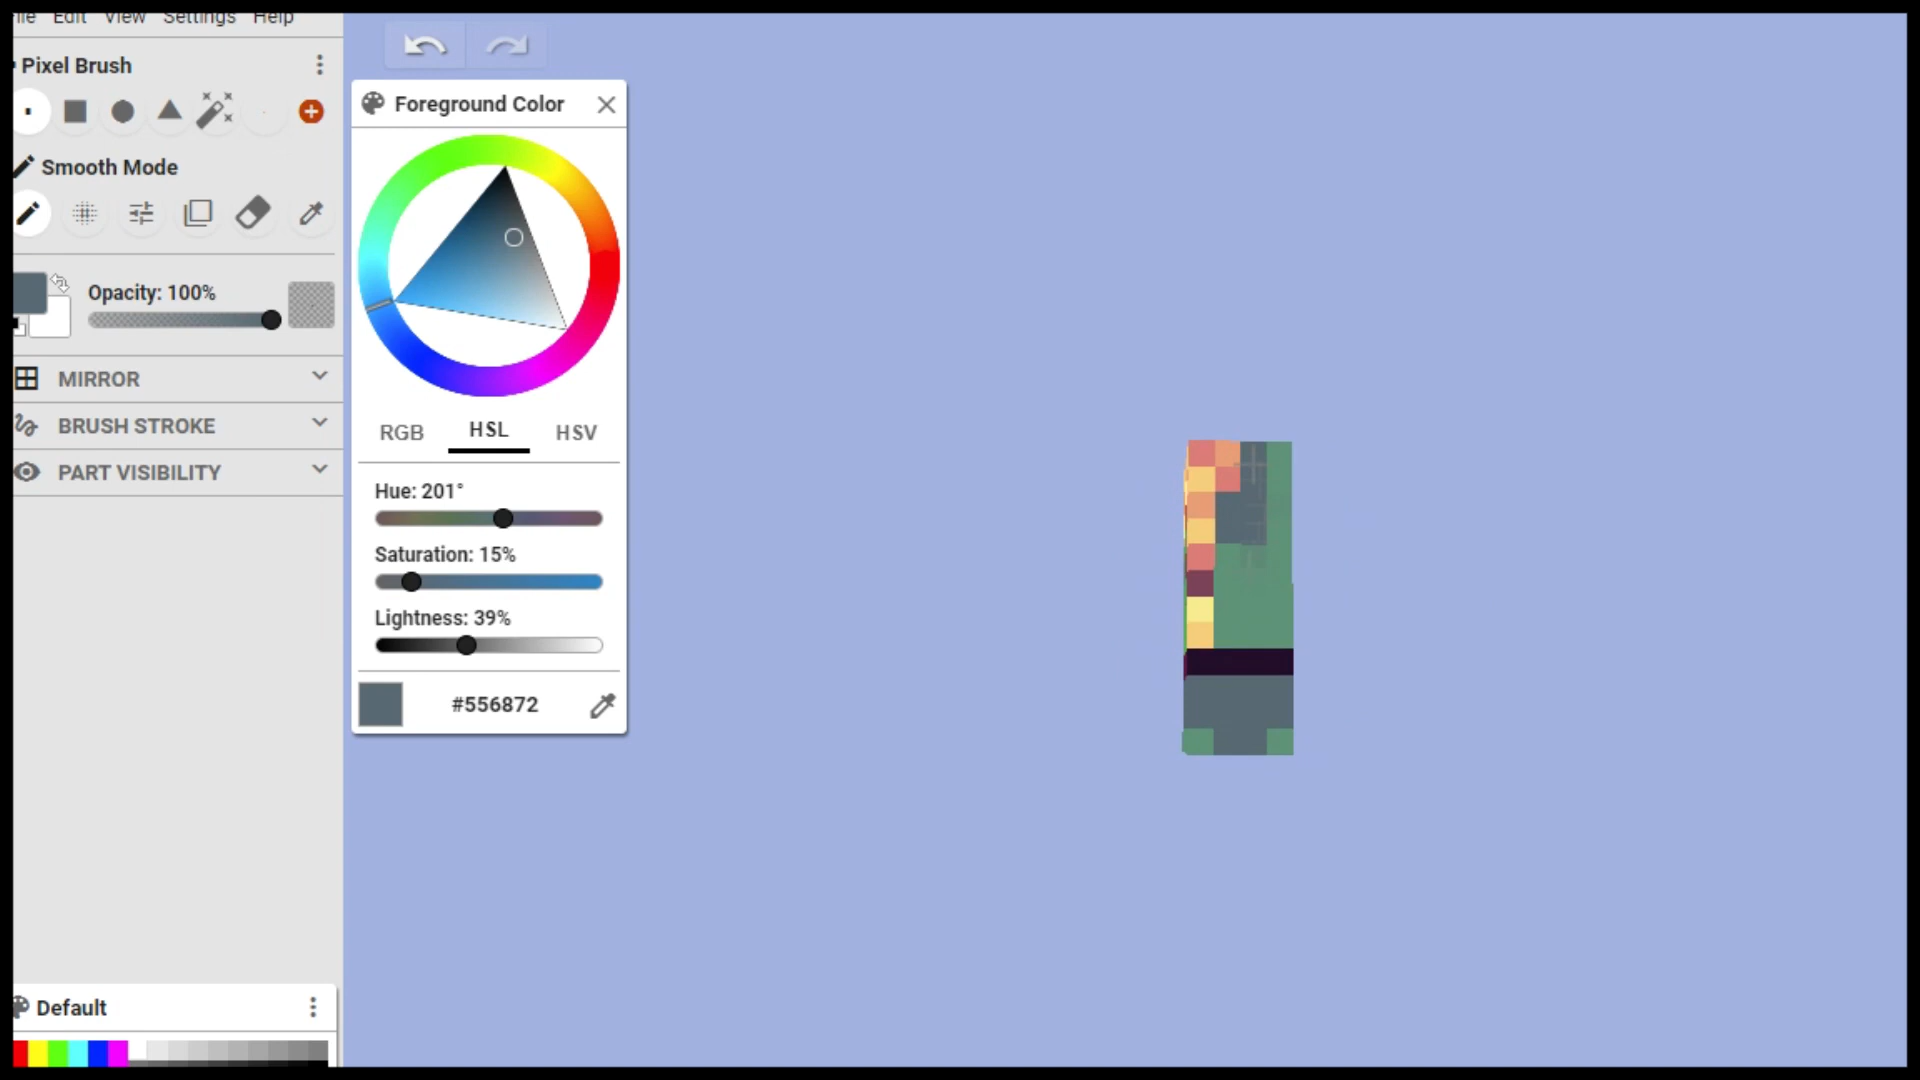 File Edit View Settings Help
Pixel Brush
Smooth Mode
Opacity: 100%
MIRROR
BRUSH STROKE
PART VISIBILITY
Foreground Color
RGB HSL HSV
Hue: 201°
Saturation: 15%
Lightness: 39%
#556872
Default